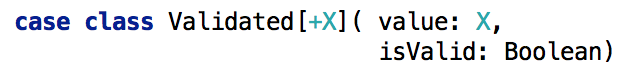 case class Validated[+X]( value: X,
isValid: Boolean)